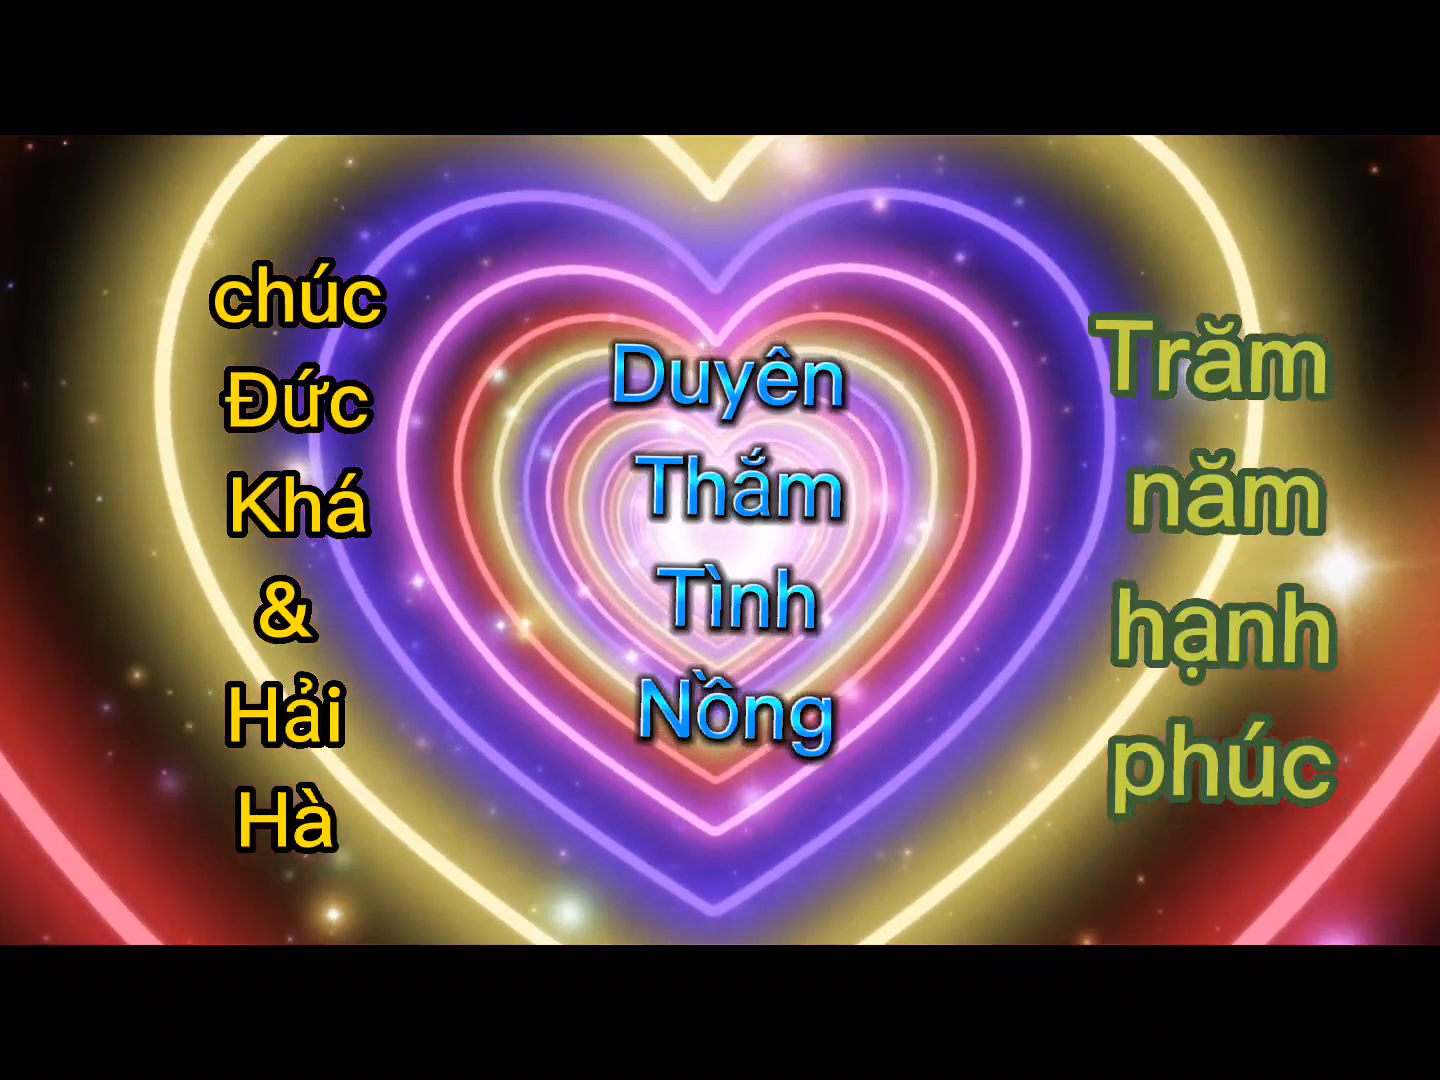 chúc
Đức
Khá
&
Hải
Hà
Duyên
Thắm
Tình
Nồng
Trăm
năm
hạnh
phúc